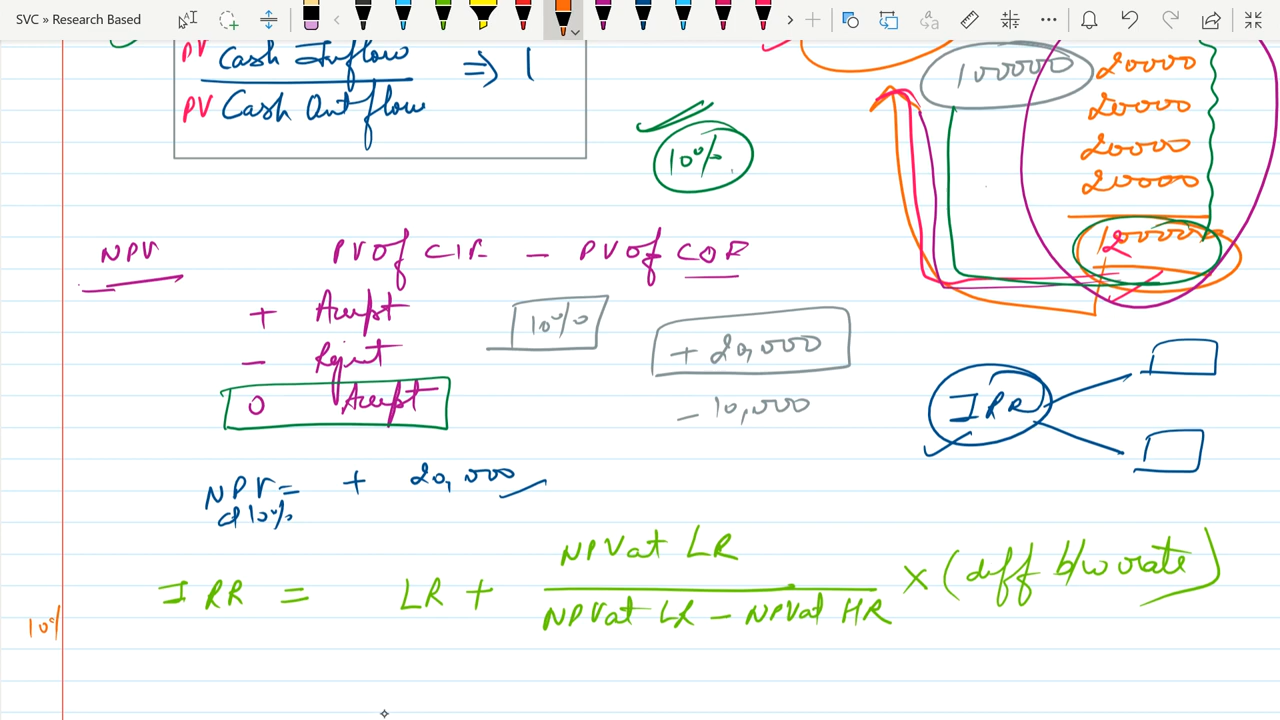 SVC » Research Based
PV Cash Inflow
PV Cash Outflow
⇒ 1
10%
100000
20000
20000
20000
20000
NPV PV of CIF - PV of COF
+ Accept
- Reject
0 Accept
10%
+ 20,000
- 10,000
IRR
NPV = + 20,000
@ 10%
IRR = LR + NPV at LR
NPV at LR - NPV at HR
× (diff b/w rate)
10%